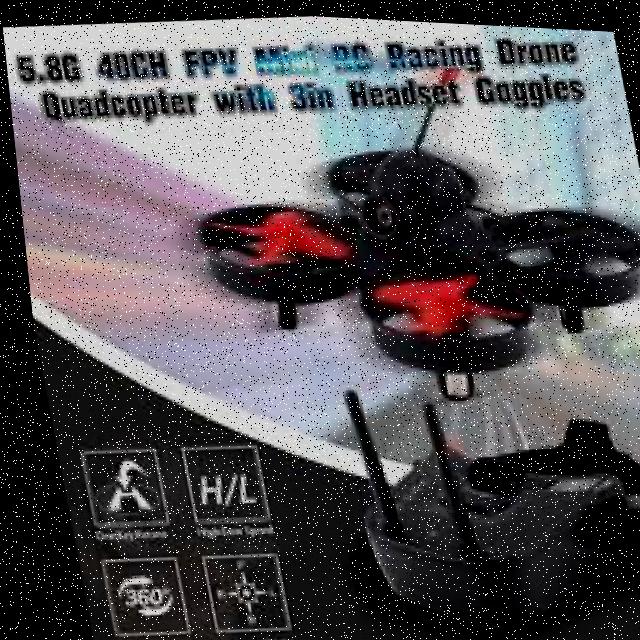 5.8G 40CH FPV Mini RC Racing Drone
Quadcopter with 3in Headset Goggles
H/L
360°